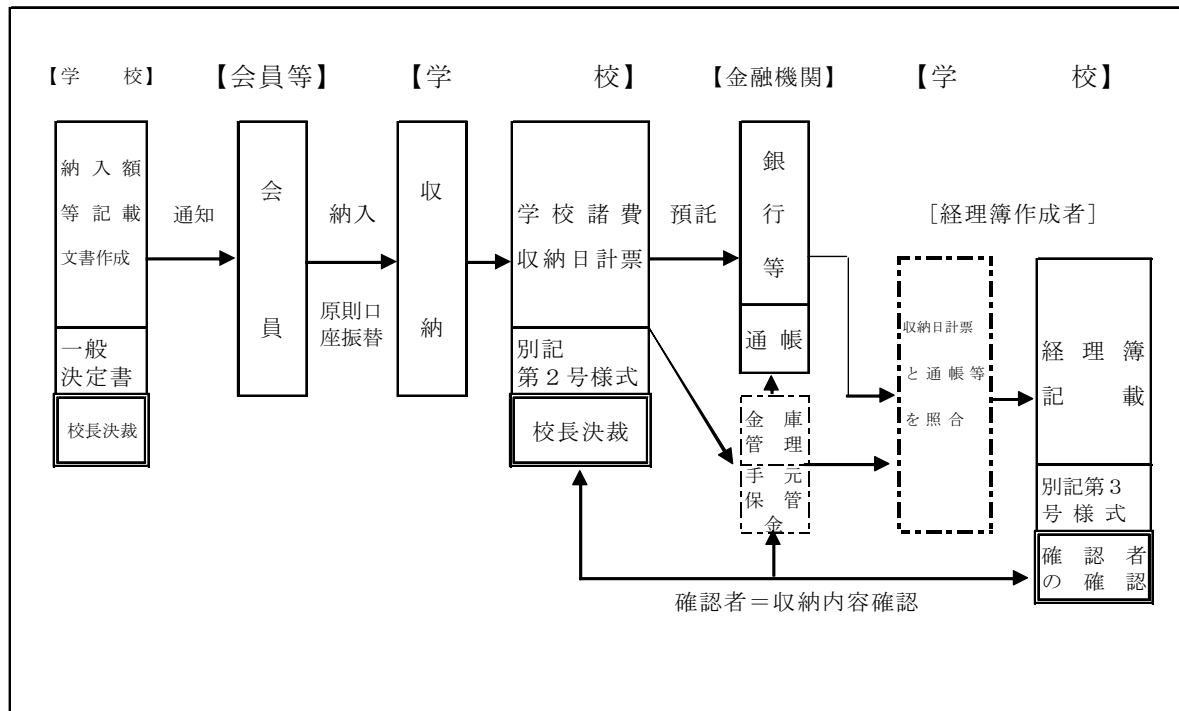 【学　校】
【会員等】
【学　校】
【金融機関】
【学　校】
納入額
等記載
文書作成
一般
決定書
校長決裁
通知
会
員
納入
原則口
座振替
収
納
学校諸費
収納日計票
別記
第２号様式
校長決裁
預託
銀
行
等
通帳
金庫
管理
手元
保管
金
［経理簿作成者］
収納日計票
と通帳等
を照合
経理簿
記載
別記第３
号様式
確認者
の確認
確認者＝収納内容確認